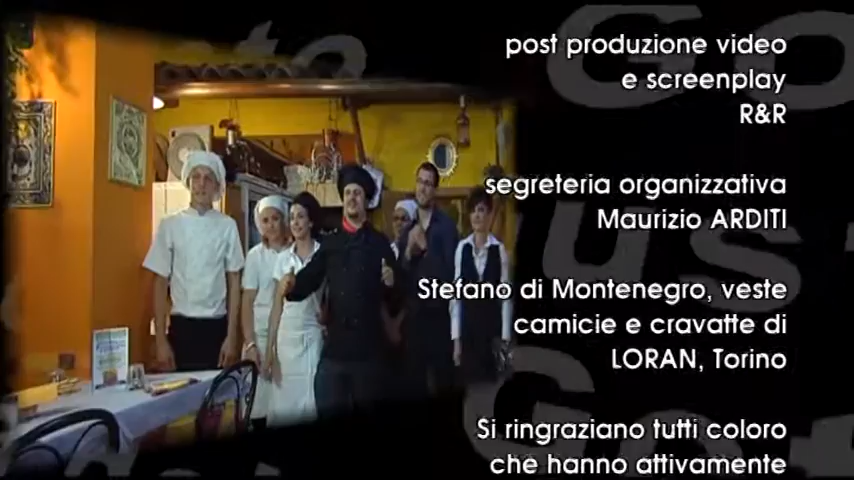 post produzione video
e screenplay
R&R
segreteria organizzativa
Maurizio ARDITI
Stefano di Montenegro, veste
camicie e cravatte di
LORAN, Torino
Si ringraziano tutti coloro
che hanno attivamente